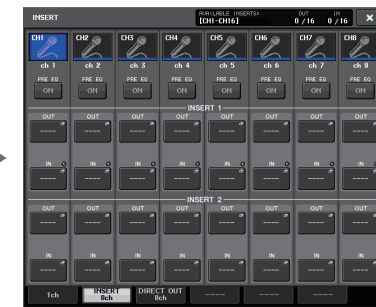 INSERT AVAILABLE INSERTS: [CH1-CH16] OUT 0 / 16 IN 0 / 16 ×
CH1 CH2 CH3 CH4 CH5 CH6 CH7 CH8
ch 1 ch 2 ch 3 ch 4 ch 5 ch 6 ch 7 ch 8
PRE EQ PRE EQ PRE EQ PRE EQ PRE EQ PRE EQ PRE EQ PRE EQ
ON ON ON ON ON ON ON ON
INSERT 1
OUT OUT OUT OUT OUT OUT OUT OUT
---- ---- ---- ---- ---- ---- ---- ----
IN IN IN IN IN IN IN IN
---- ---- ---- ---- ---- ---- ---- ----
INSERT 2
OUT OUT OUT OUT OUT OUT OUT OUT
---- ---- ---- ---- ---- ---- ---- ----
IN IN IN IN IN IN IN IN
---- ---- ---- ---- ---- ---- ---- ----
1ch INSERT 8ch DIRECT OUT 8ch ---- ---- ----